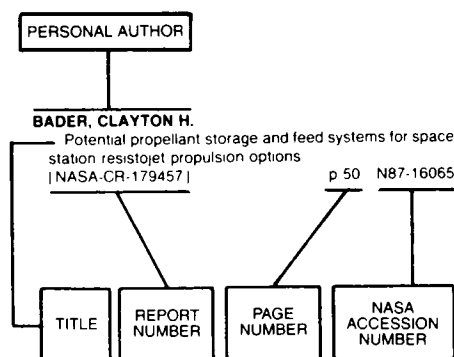 PERSONAL AUTHOR
BADER, CLAYTON H.
Potential propellant storage and feed systems for space
station resistojet propulsion options
[NASA-CR-179457] p 50 N87-16065
TITLE
REPORT
NUMBER
PAGE
NUMBER
NASA
ACCESSION
NUMBER